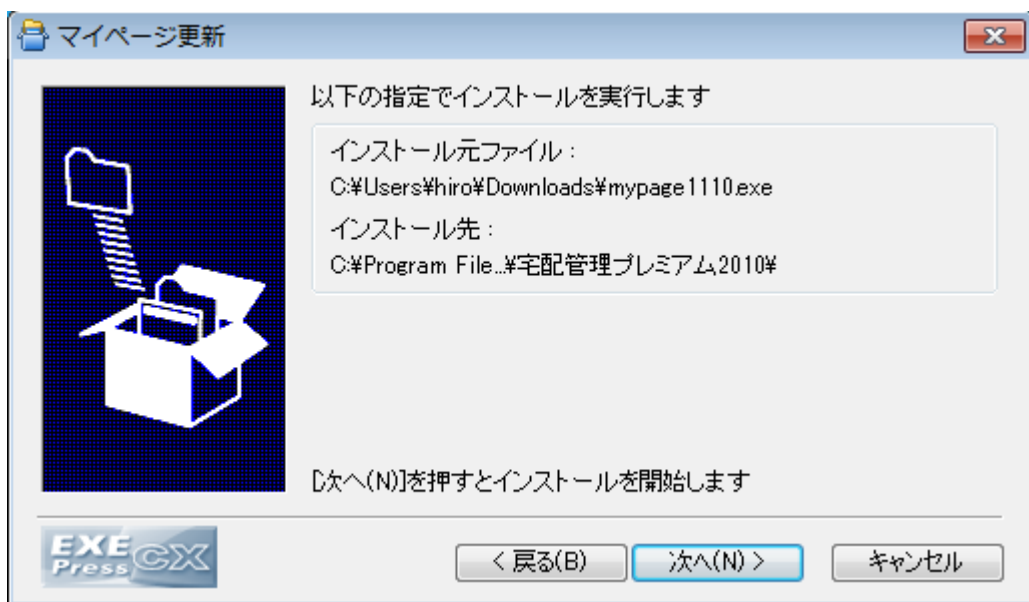 マイページ更新
以下の指定でインストールを実行します
インストール元ファイル：
C:¥Users¥hiro¥Downloads¥mypage1110.exe
インストール先：
C:¥Program File...¥宅配管理プレミアム2010¥
[次へ(N)]を押すとインストールを開始します
EXE
Press CX
< 戻る(B)
次へ(N) >
キャンセル